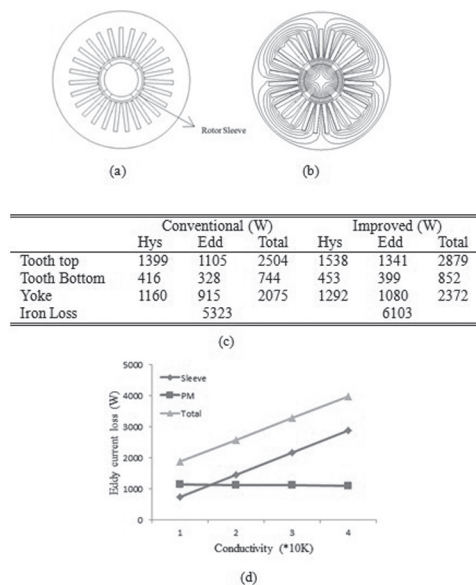 Rotor Sleeve
(a)
(b)
Conventional (W) Improved (W)
Hys Edd Total Hys Edd Total
Tooth top 1399 1105 2504 1538 1341 2879
Tooth Bottom 416 328 744 453 399 852
Yoke 1160 915 2075 1292 1080 2372
Iron Loss 5323 6103
(c)
Eddy current loss (W)
5000
4000
3000
2000
1000
0
Sleeve
PM
Total
1 2 3 4
Conductivity (*10K)
(d)